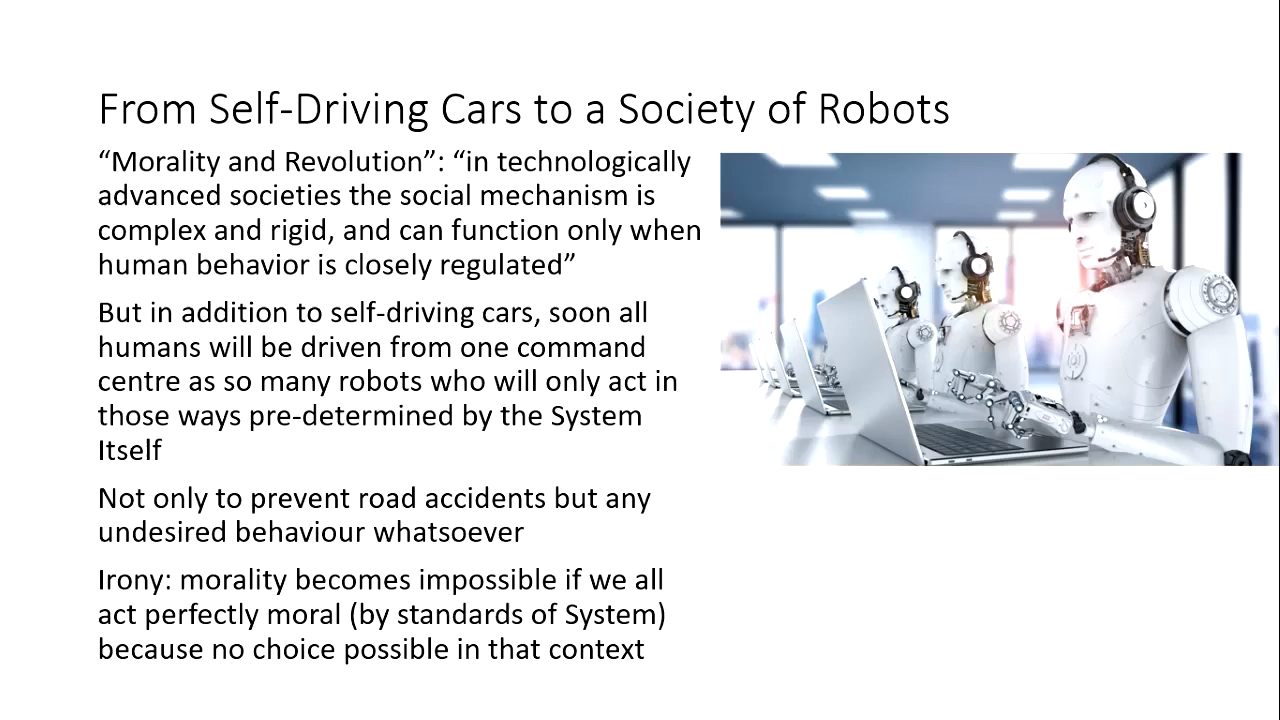 From Self-Driving Cars to a Society of Robots
“Morality and Revolution”: “in technologically
advanced societies the social mechanism is
complex and rigid, and can function only when
human behavior is closely regulated”
But in addition to self-driving cars, soon all
humans will be driven from one command
centre as so many robots who will only act in
those ways pre-determined by the System
Itself
Not only to prevent road accidents but any
undesired behaviour whatsoever
Irony: morality becomes impossible if we all
act perfectly moral (by standards of System)
because no choice possible in that context